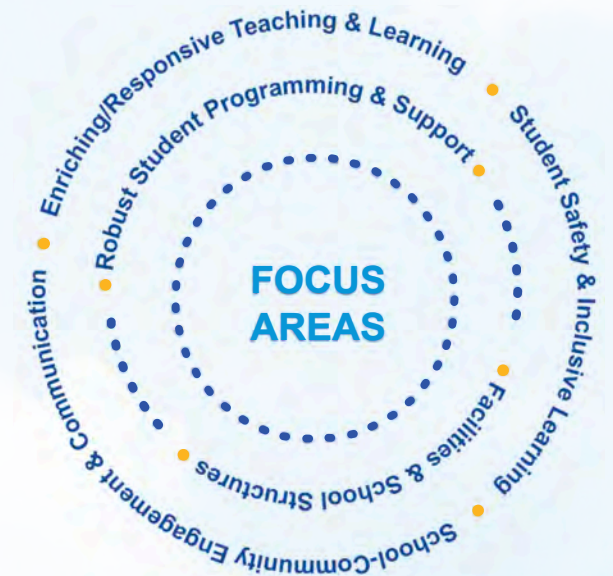 Enriching/Responsive Teaching & Learning
Student Safety & Inclusive Learning
School-Community Engagement & Communication
Robust Student Programming & Support
Facilities & School Structures
FOCUS
AREAS